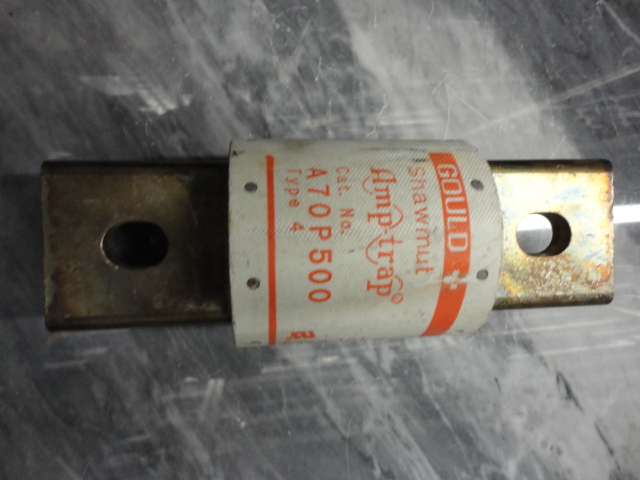 GOULD
Shawmut
Amp-trap®
Cat. No.
A70P500
Type 4